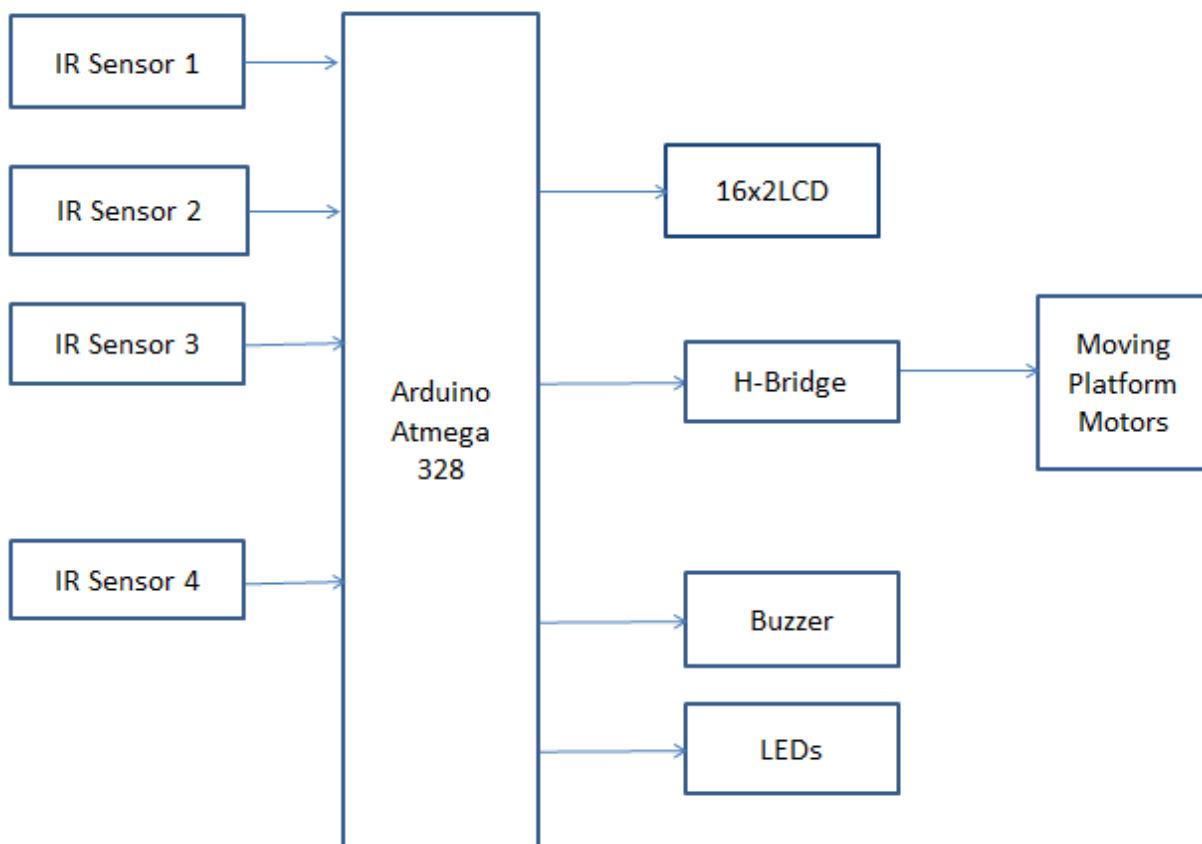 IR Sensor 1
IR Sensor 2
IR Sensor 3
IR Sensor 4
Arduino
Atmega
328
16x2LCD
H-Bridge
Moving
Platform
Motors
Buzzer
LEDs